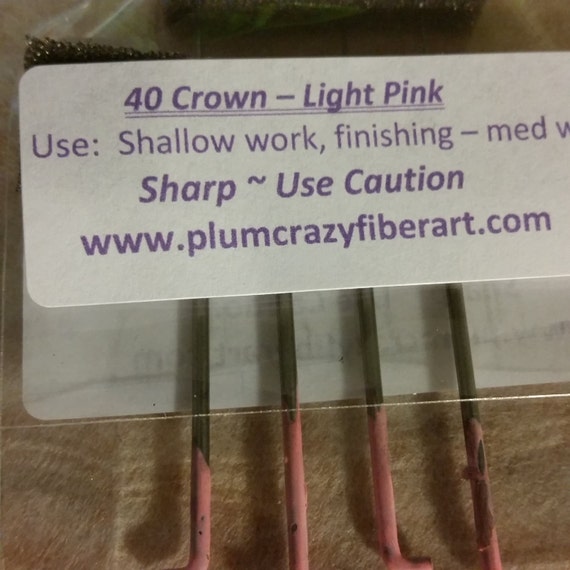 40 Crown – Light Pink
Use: Shallow work, finishing – med
Sharp ~ Use Caution
www.plumcrazyfiberart.com